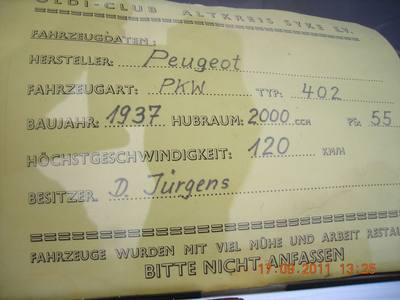 OLDI-CLUB ALTKREIS SYKE E.V.
FAHRZEUGDATEN:
HERSTELLER: Peugeot
FAHRZEUGART: PKW TYP: 402
BAUJAHR: 1937 HUBRAUM: 2000 CCM PS: 55
HÖCHSTGESCHWINDIGKEIT: 120 KM/H
BESITZER D. Jürgens
FAHRZEUGE WURDEN MIT VIEL MÜHE UND ARBEIT RESTAU
BITTE NICHT ANFASSEN
17.09.2011 13:25